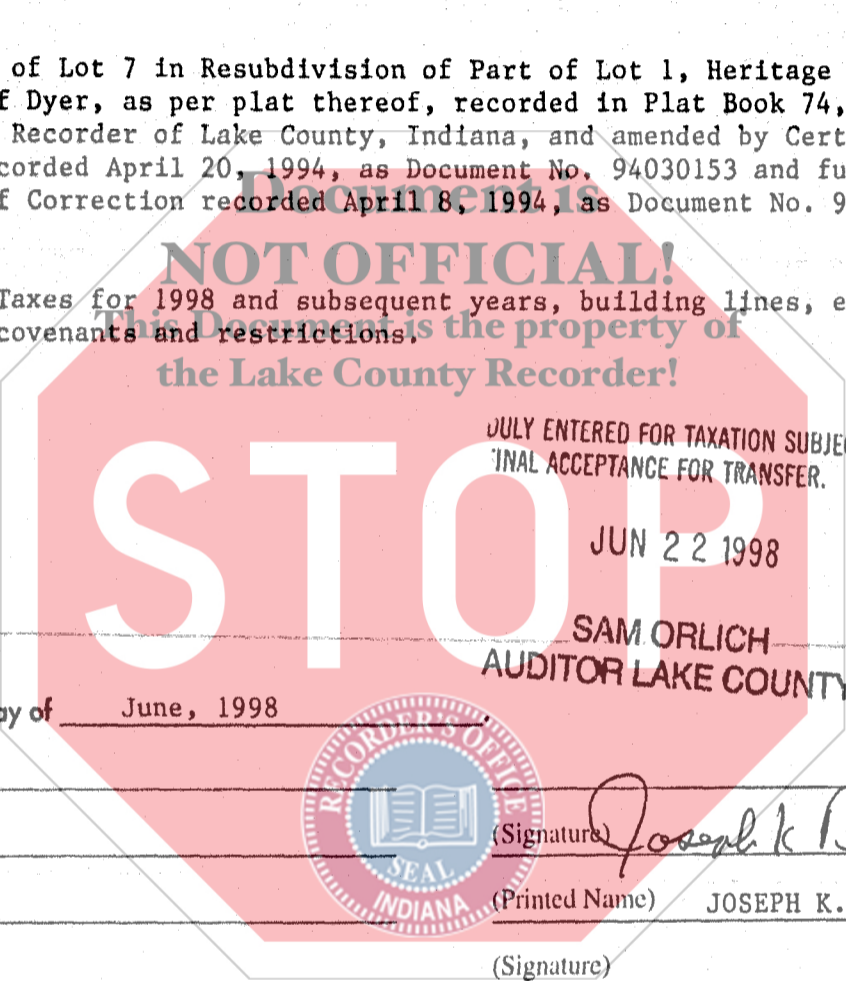 of Lot 7 in Resubdivision of Part of Lot 1, Heritage
f Dyer, as per plat thereof, recorded in Plat Book 74,
Recorder of Lake County, Indiana, and amended by Cert
corded April 20, 1994, as Document No. 94030153 and fu
f Correction recorded April 8, 1994, as Document No. 9
Document is
NOT OFFICIAL!
Taxes for 1998 and subsequent years, building lines, e
This Document is the property of
covenants and restrictions.
the Lake County Recorder!
DULY ENTERED FOR TAXATION SUBJEC
INAL ACCEPTANCE FOR TRANSFER.
STOP
JUN 22 1998
SAM ORLICH
AUDITOR LAKE COUNTY
ay of June, 1998
RECORDER'S OFFICE
SEAL
INDIANA
(Signature) Joseph K
(Printed Name) JOSEPH K.
(Signature)